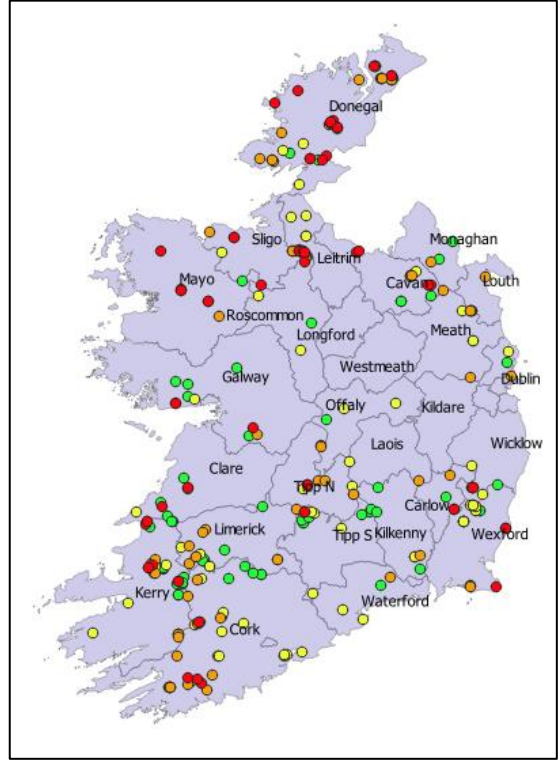 Donegal
Monaghan
Sligo
Leitrim
Cavan
Louth
Mayo
Roscommon
Longford
Meath
Westmeath
Galway
Dublin
Offaly
Kildare
Laois
Wicklow
Clare
Tipp N
Carlow
Limerick
Tipp S
Kilkenny
Wexford
Kerry
Waterford
Cork